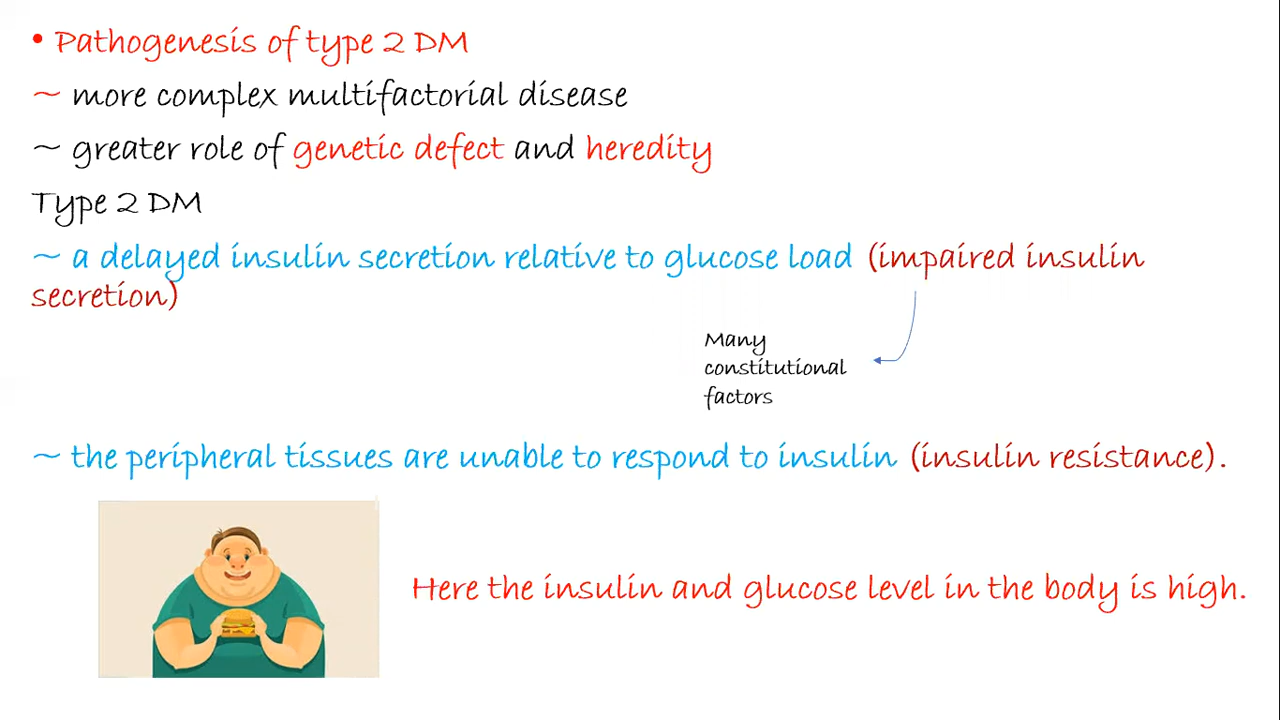 • Pathogenesis of type 2 DM
~ more complex multifactorial disease
~ greater role of genetic defect and heredity
Type 2 DM
~ a delayed insulin secretion relative to glucose load (impaired insulin
secretion)
Many
constitutional
factors
~ the peripheral tissues are unable to respond to insulin (insulin resistance).
Here the insulin and glucose level in the body is high.